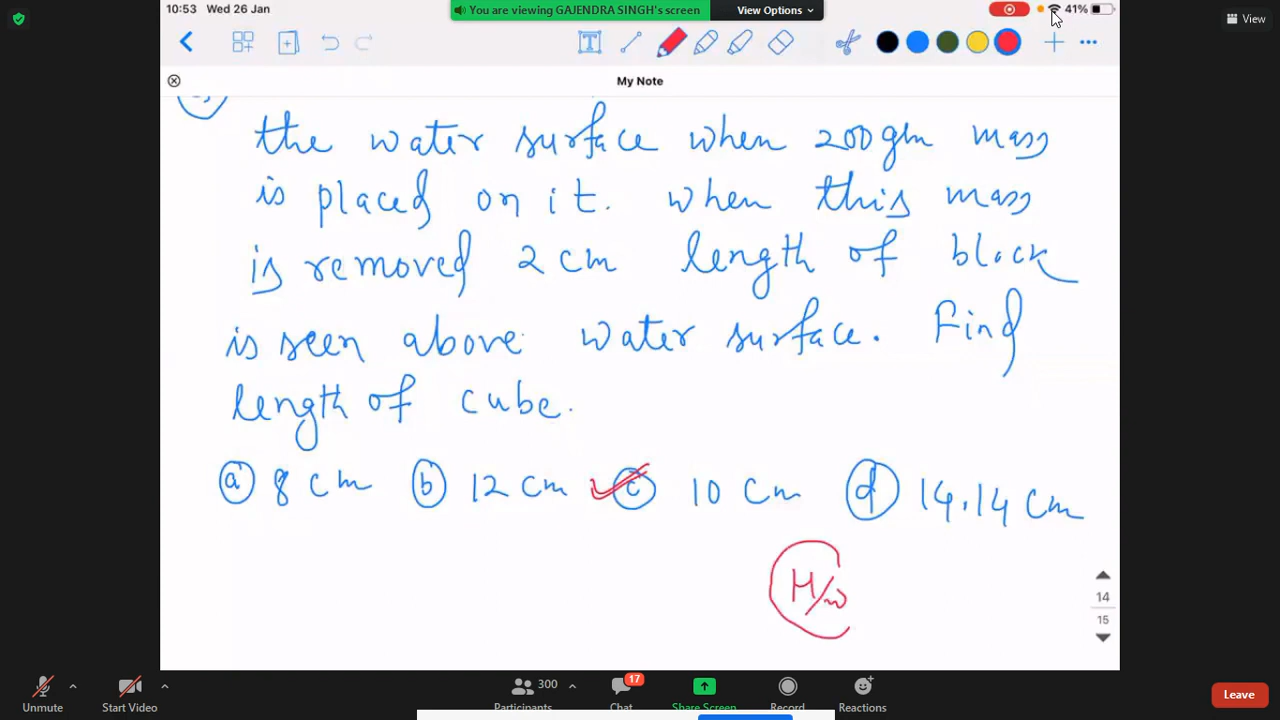 10:53 Wed 26 Jan
You are viewing GAJENDRA SINGH's screen
View Options
41%
View
My Note
the water surface when 200gm mass
is placed on it. when this mass
is removed 2 cm length of block
is seen above water surface. Find
length of cube.
a 8 cm b 12 cm c 10 cm d 14.14 cm
H/w
14
15
Unmute
Start Video
300
Participants
17
Chat
Share Screen
Record
Reactions
Leave